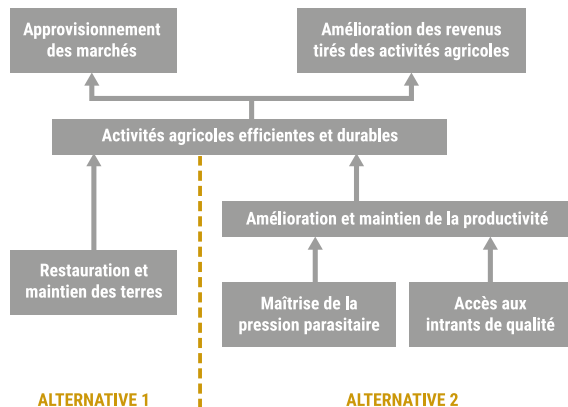 Approvisionnement
des marchés
Amélioration des revenus
tirés des activités agricoles
Activités agricoles efficientes et durables
Amélioration et maintien de la productivité
Restauration et
maintien des terres
Maîtrise de la
pression parasitaire
Accès aux
intrants de qualité
ALTERNATIVE 1
ALTERNATIVE 2